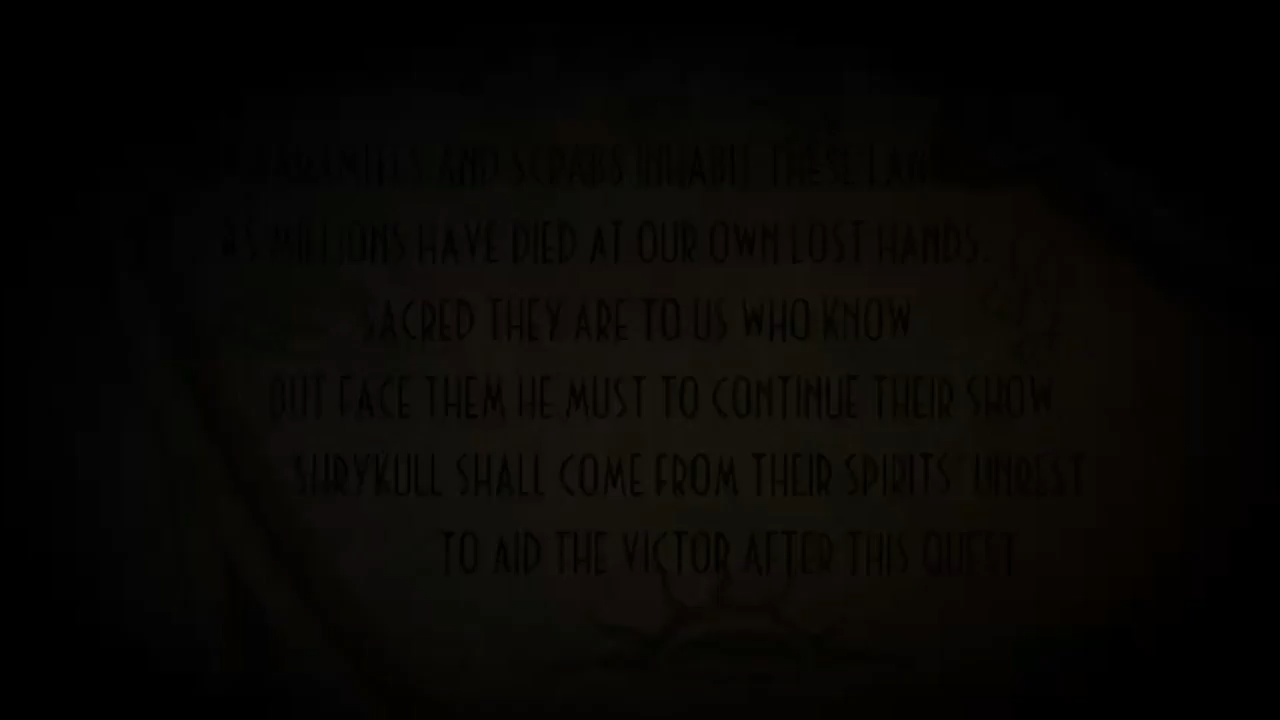 PARAMITES AND SCRABS INHABIT THESE LANDS
AS MILLIONS HAVE DIED AT OUR OWN LOST HANDS.
SACRED THEY ARE TO US WHO KNOW
BUT FACE THEM HE MUST TO CONTINUE THEIR SHOW
SHRYKULL SHALL COME FROM THEIR SPIRITS' UNREST
TO AID THE VICTOR AFTER THIS QUEST